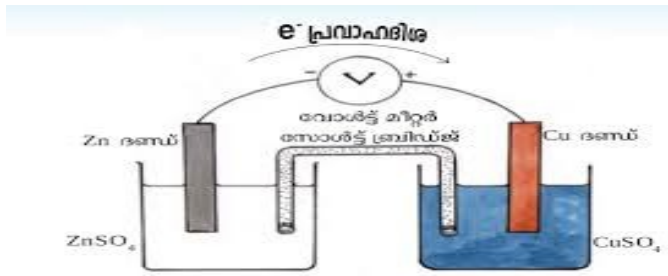 e⁻ പ്രവാഹദിശ
− V +
വോൾട്ട് മീറ്റർ
Zn ദണ്ഡ് സോൾട്ട് ബ്രിഡ്ജ് Cu ദണ്ഡ്
ZnSO₄ CuSO₄